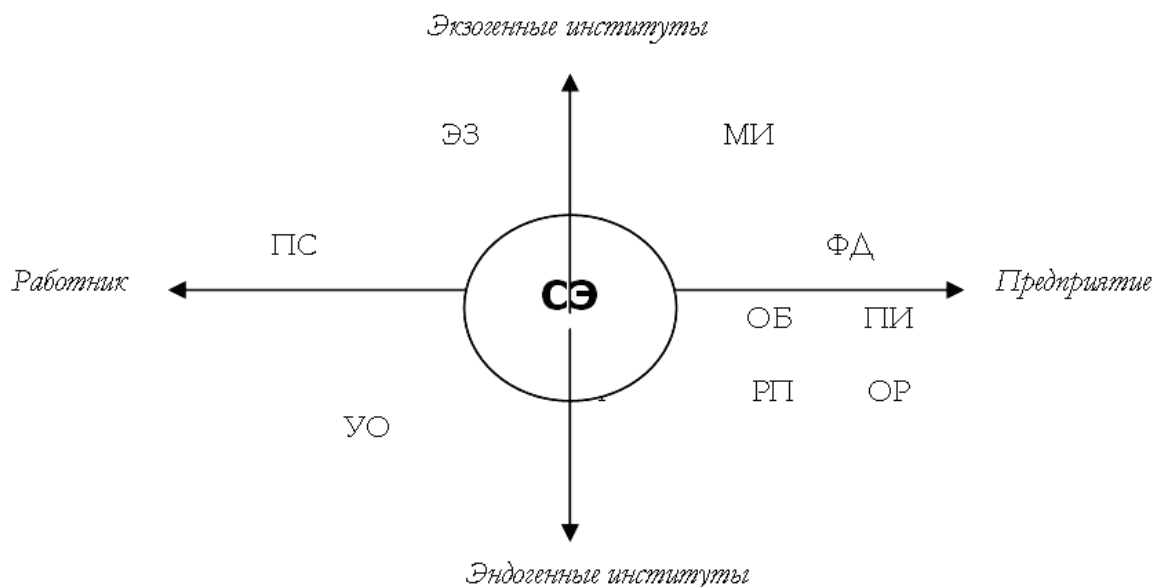 Экзогенные институты
ЭЗ МИ
ПС ФД
Работник СЭ Предприятие
ОБ ПИ
РП ОР
УО
Эндогенные институты